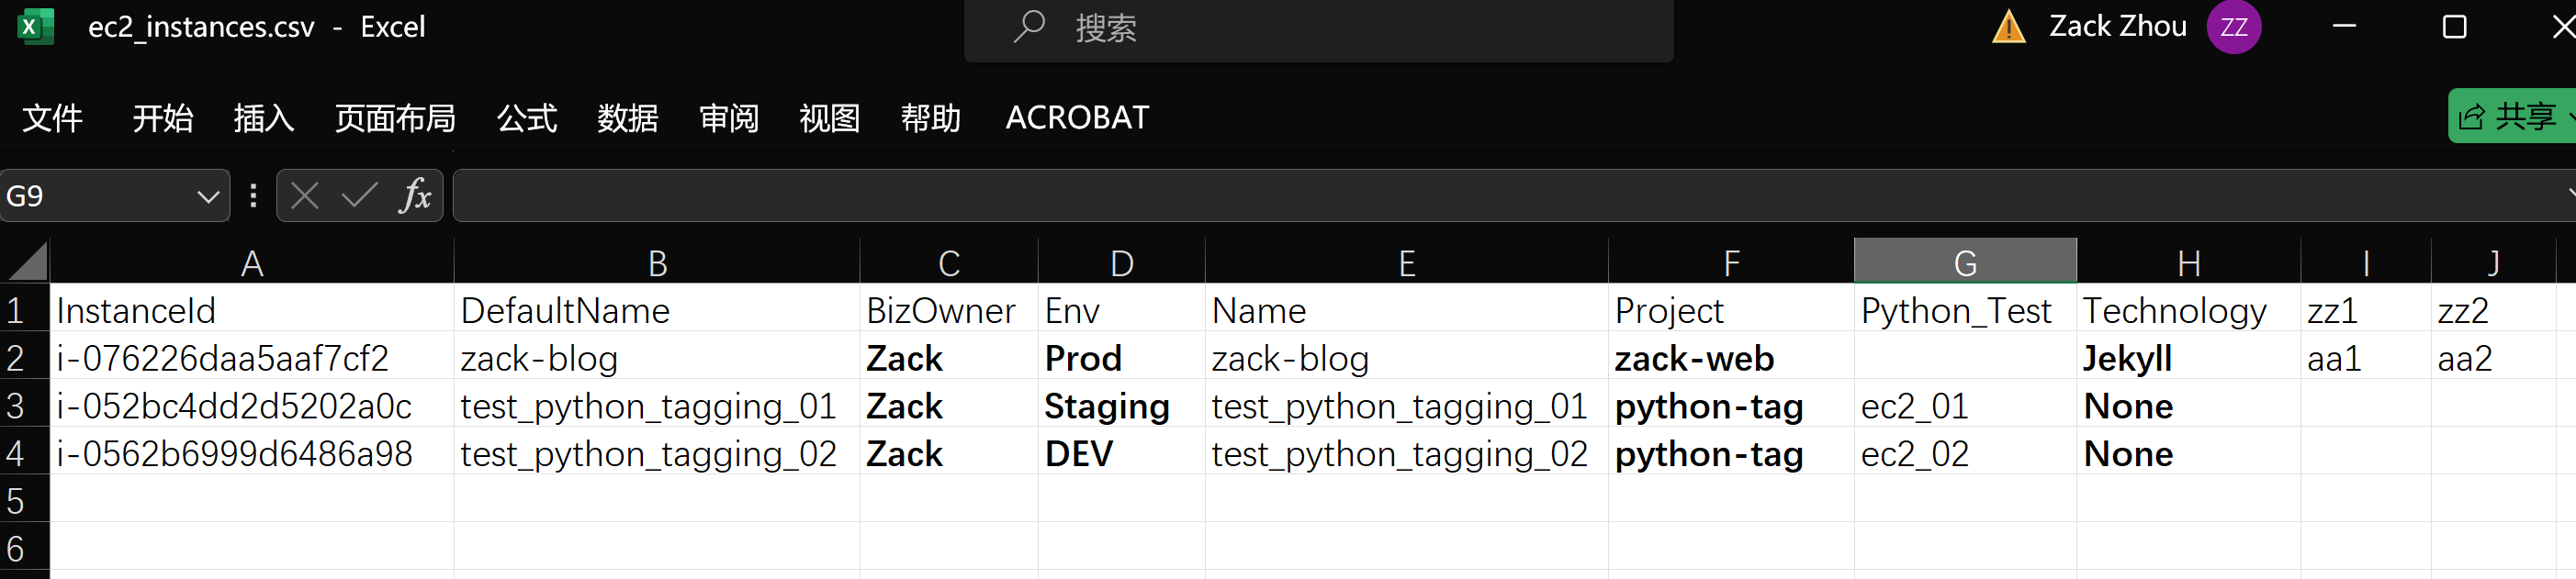 ec2_instances.csv - Excel 搜索 Zack Zhou ZZ
文件 开始 插入 页面布局 公式 数据 审阅 视图 帮助 ACROBAT 共享
G9 fx
A B C D E F G H I J
1 InstanceId DefaultName BizOwner Env Name Project Python_Test Technology zz1 zz2
2 i-076226daa5aaf7cf2 zack-blog Zack Prod zack-blog zack-web Jekyll aa1 aa2
3 i-052bc4dd2d5202a0c test_python_tagging_01 Zack Staging test_python_tagging_01 python-tag ec2_01 None
4 i-0562b6999d6486a98 test_python_tagging_02 Zack DEV test_python_tagging_02 python-tag ec2_02 None
5
6